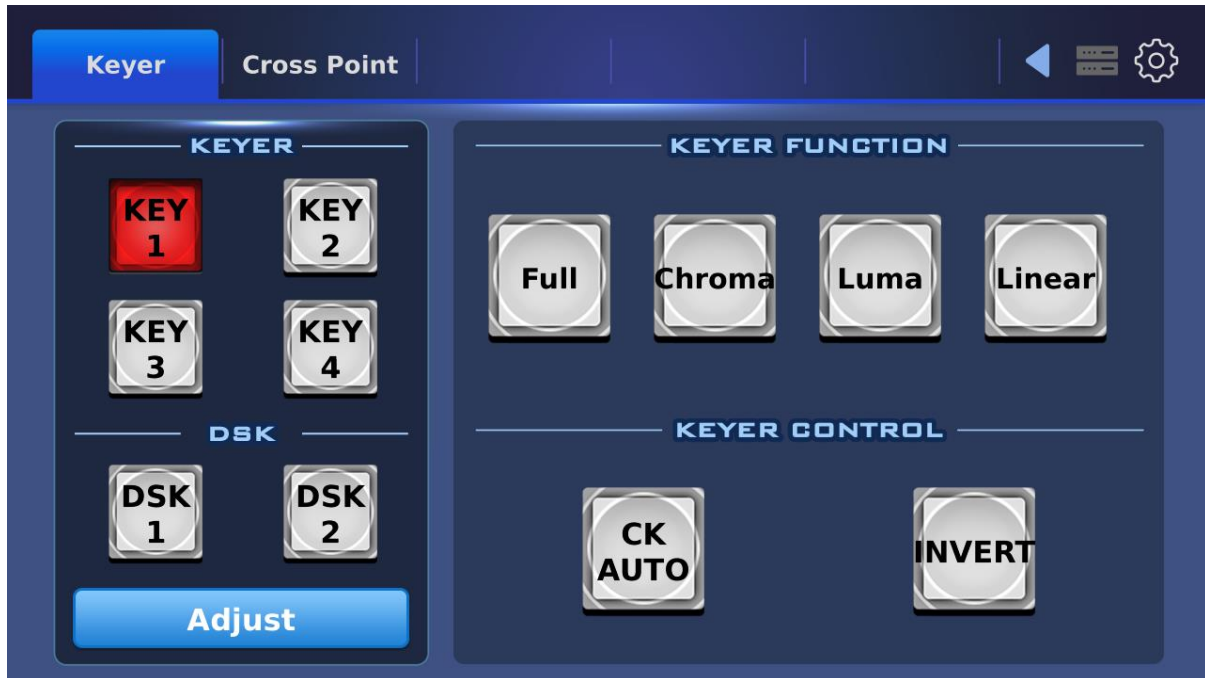 Keyer
Cross Point
KEYER
KEY
1
KEY
2
KEY
3
KEY
4
DSK
DSK
1
DSK
2
Adjust
KEYER FUNCTION
Full
Chroma
Luma
Linear
KEYER CONTROL
CK
AUTO
INVERT